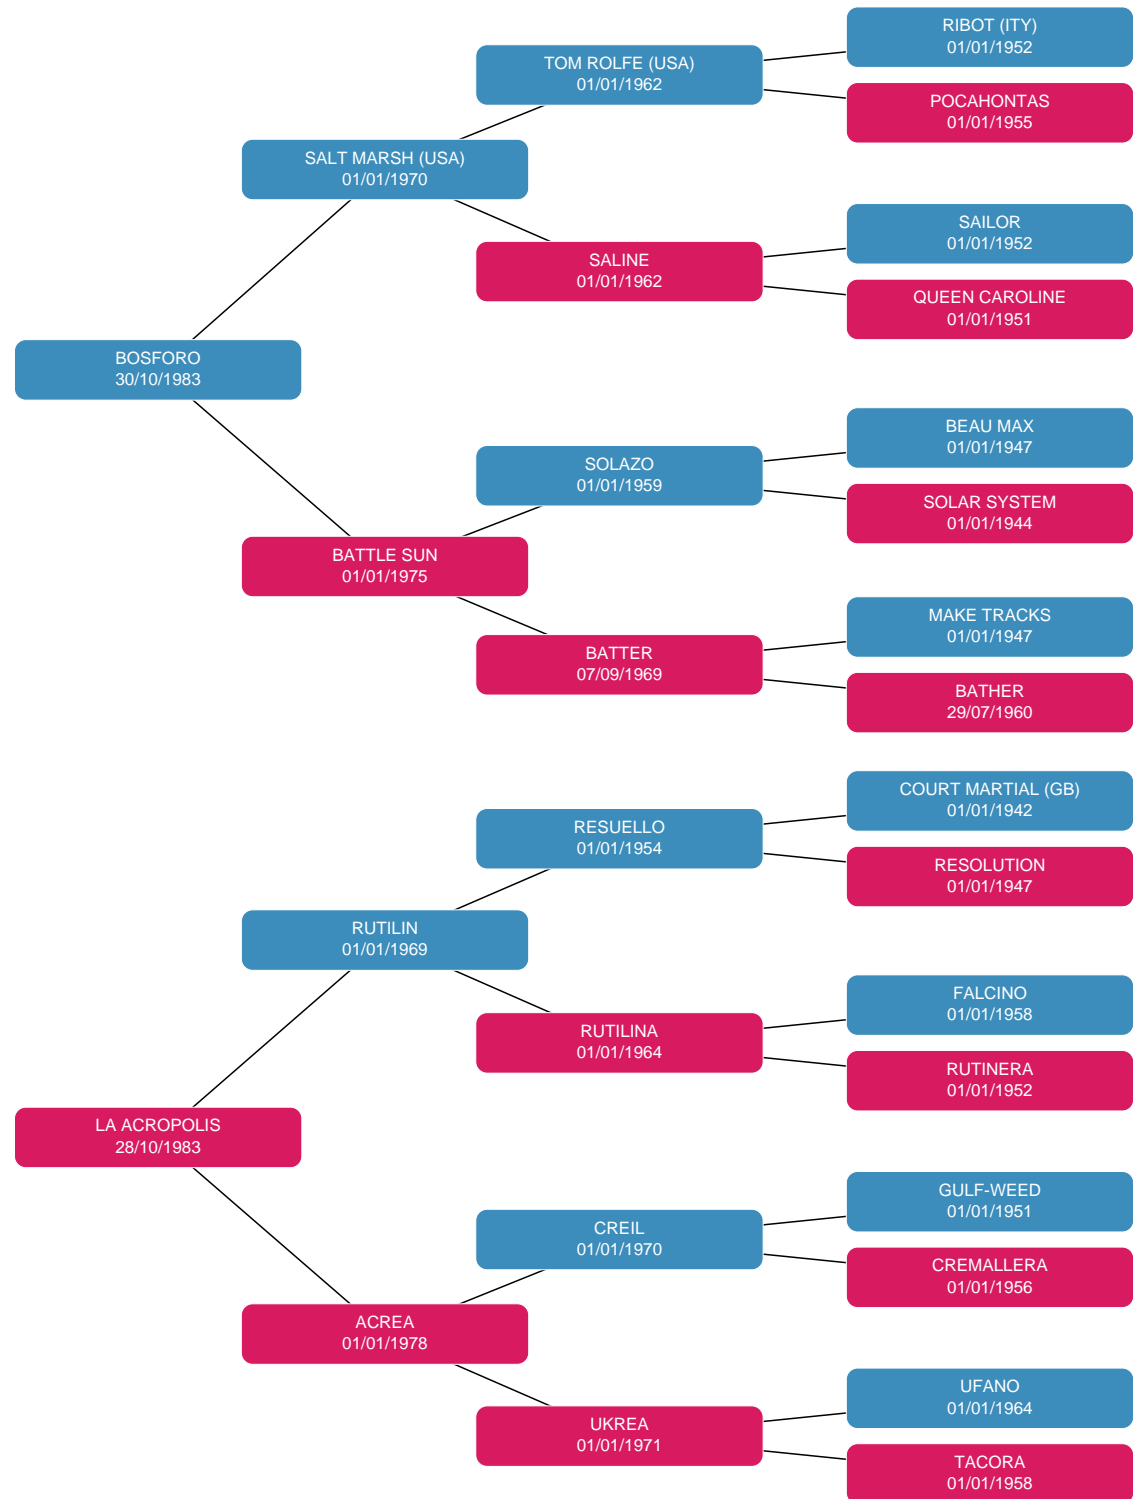 RIBOT (ITY)
01/01/1952
TOM ROLFE (USA)
01/01/1962
POCAHONTAS
01/01/1955
SALT MARSH (USA)
01/01/1970
SAILOR
01/01/1952
SALINE
01/01/1962
QUEEN CAROLINE
01/01/1951
BOSFORO
30/10/1983
BEAU MAX
01/01/1947
SOLAZO
01/01/1959
SOLAR SYSTEM
01/01/1944
BATTLE SUN
01/01/1975
MAKE TRACKS
01/01/1947
BATTER
07/09/1969
BATHER
29/07/1960
COURT MARTIAL (GB)
01/01/1942
RESUELLO
01/01/1954
RESOLUTION
01/01/1947
RUTILIN
01/01/1969
FALCINO
01/01/1958
RUTILINA
01/01/1964
RUTINERA
01/01/1952
LA ACROPOLIS
28/10/1983
GULF-WEED
01/01/1951
CREIL
01/01/1970
CREMALLERA
01/01/1956
ACREA
01/01/1978
UFANO
01/01/1964
UKREA
01/01/1971
TACORA
01/01/1958